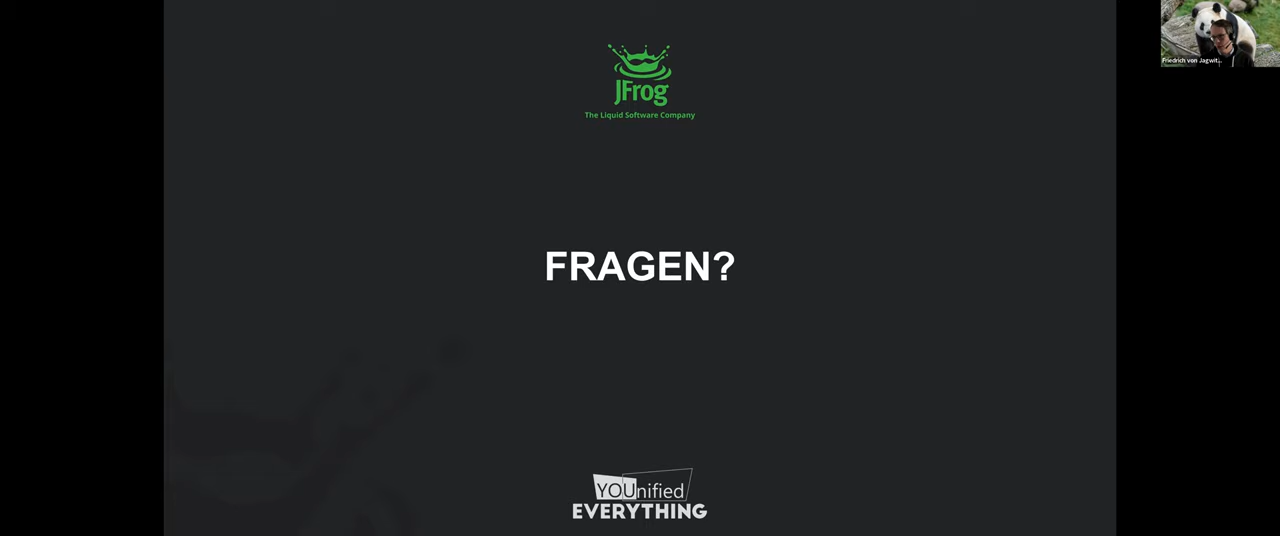 JFrog
The Liquid Software Company
Friedrich von Jagwit...
FRAGEN?
YOUnified
EVERYTHING